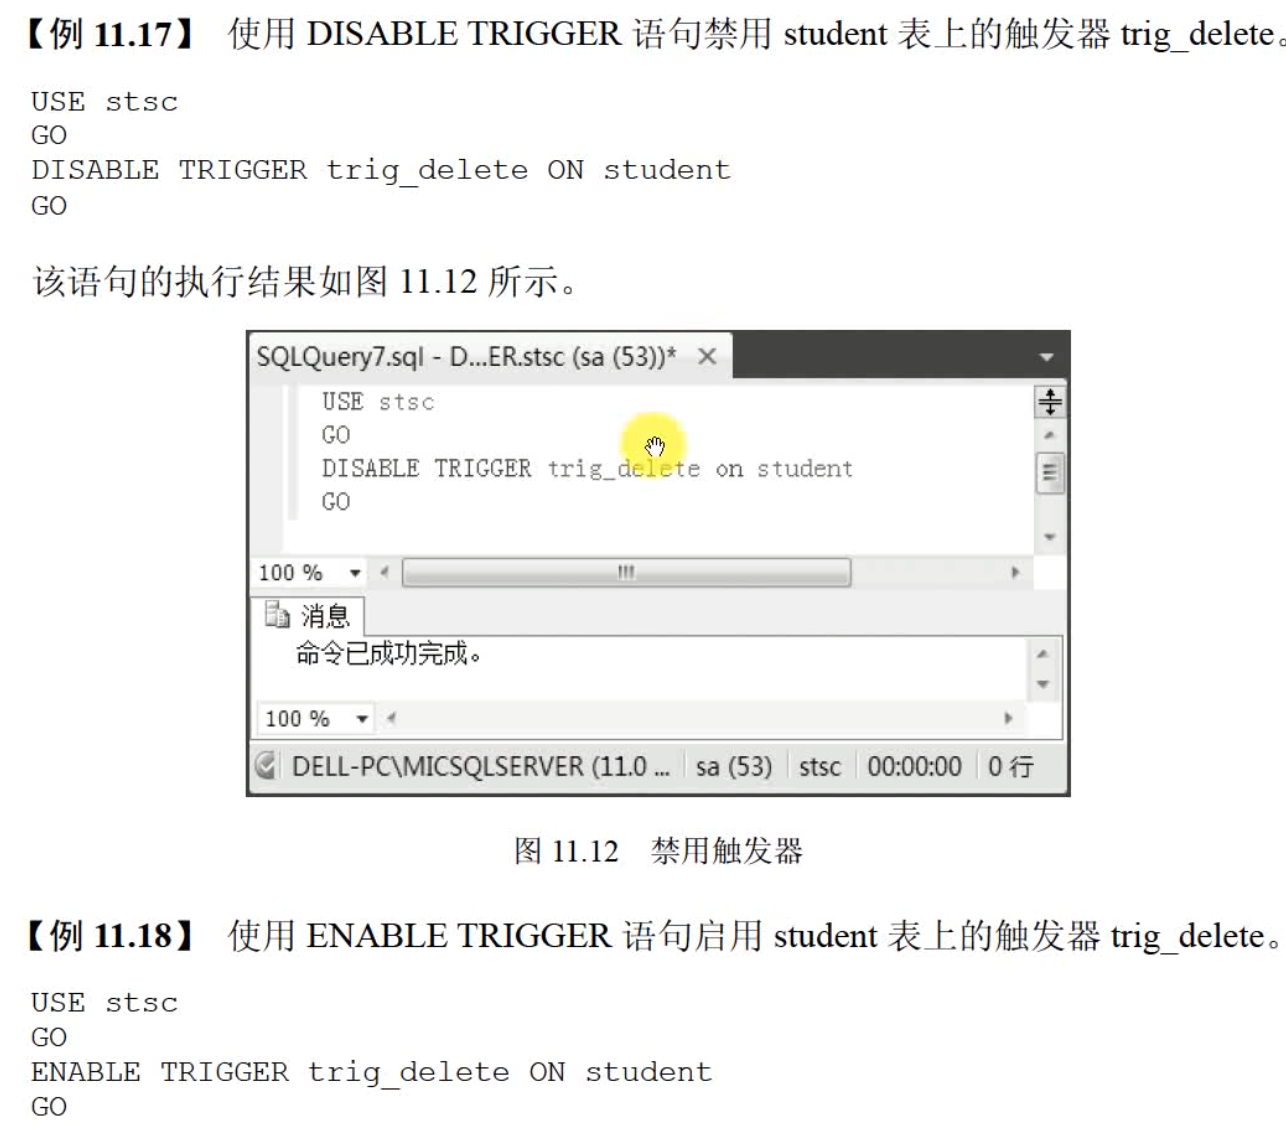 【例 11.17】 使用 DISABLE TRIGGER 语句禁用 student 表上的触发器 trig_delete。
USE stsc
GO
DISABLE TRIGGER trig_delete ON student
GO
该语句的执行结果如图 11.12 所示。
SQLQuery7.sql - D...ER.stsc (sa (53))*
USE stsc
GO
DISABLE TRIGGER trig_delete on student
GO
100 %
消息
命令已成功完成。
100 %
DELL-PC\MICSQLSERVER (11.0 ... sa (53) stsc 00:00:00 0 行
图 11.12 禁用触发器
【例 11.18】 使用 ENABLE TRIGGER 语句启用 student 表上的触发器 trig_delete。
USE stsc
GO
ENABLE TRIGGER trig_delete ON student
GO